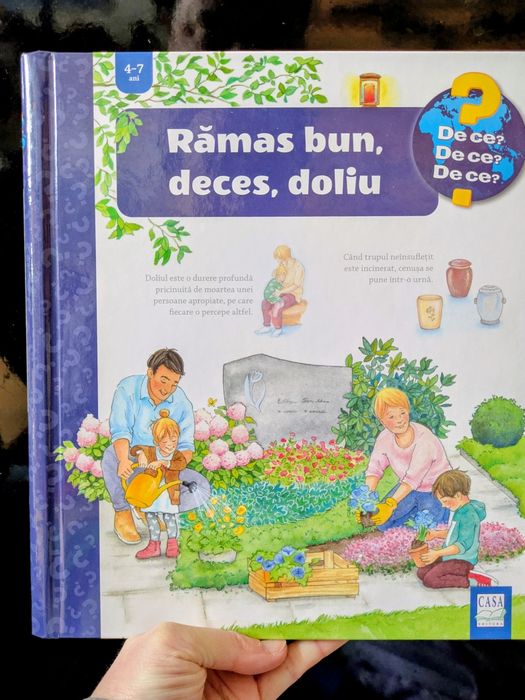 4-7
ani
Rămas bun,
deces, doliu
De ce?
De ce?
De ce?
Doliul este o durere profundă
pricinuită de moartea unei
persoane apropiate, pe care
fiecare o percepe altfel.
Când trupul neînsuflețit
este incinerat, cenușa se
pune într-o urnă.
CASA
EDITURA